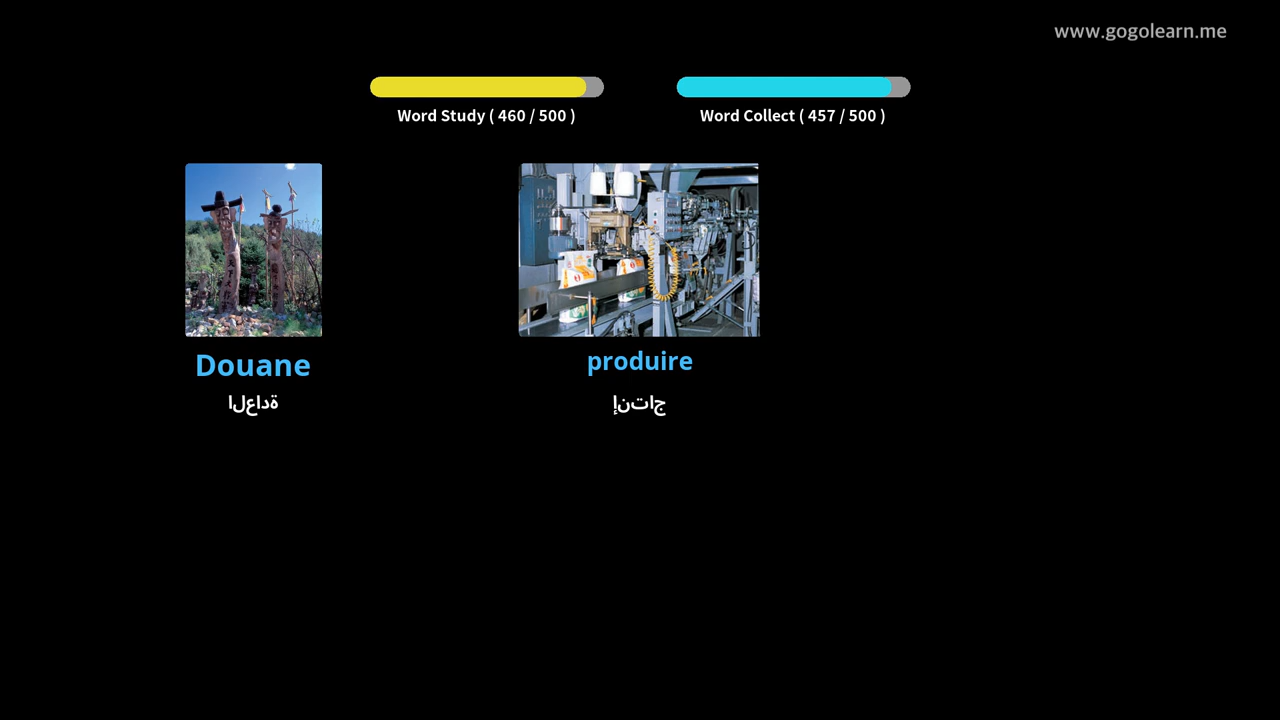 www.gogolearn.me
Word Study ( 460 / 500 )
Word Collect ( 457 / 500 )
Douane
العادة
produire
إنتاج